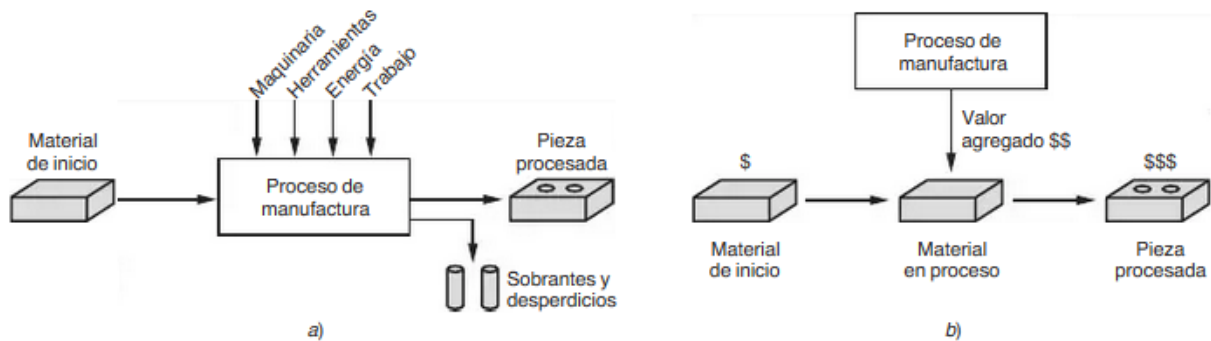 Maquinaria
Herramientas
Energía
Trabajo
Material
de inicio
Proceso de
manufactura
Pieza
procesada
Sobrantes y
desperdicios
a)
Proceso de
manufactura
Valor
agregado $$
$
$$$
Material
de inicio
Material
en proceso
Pieza
procesada
b)